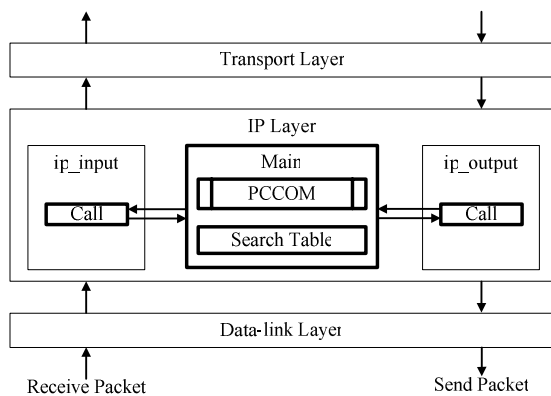 Transport Layer
IP Layer
ip_input
Main
ip_output
PCCOM
Call
Call
Search Table
Data-link Layer
Receive Packet
Send Packet